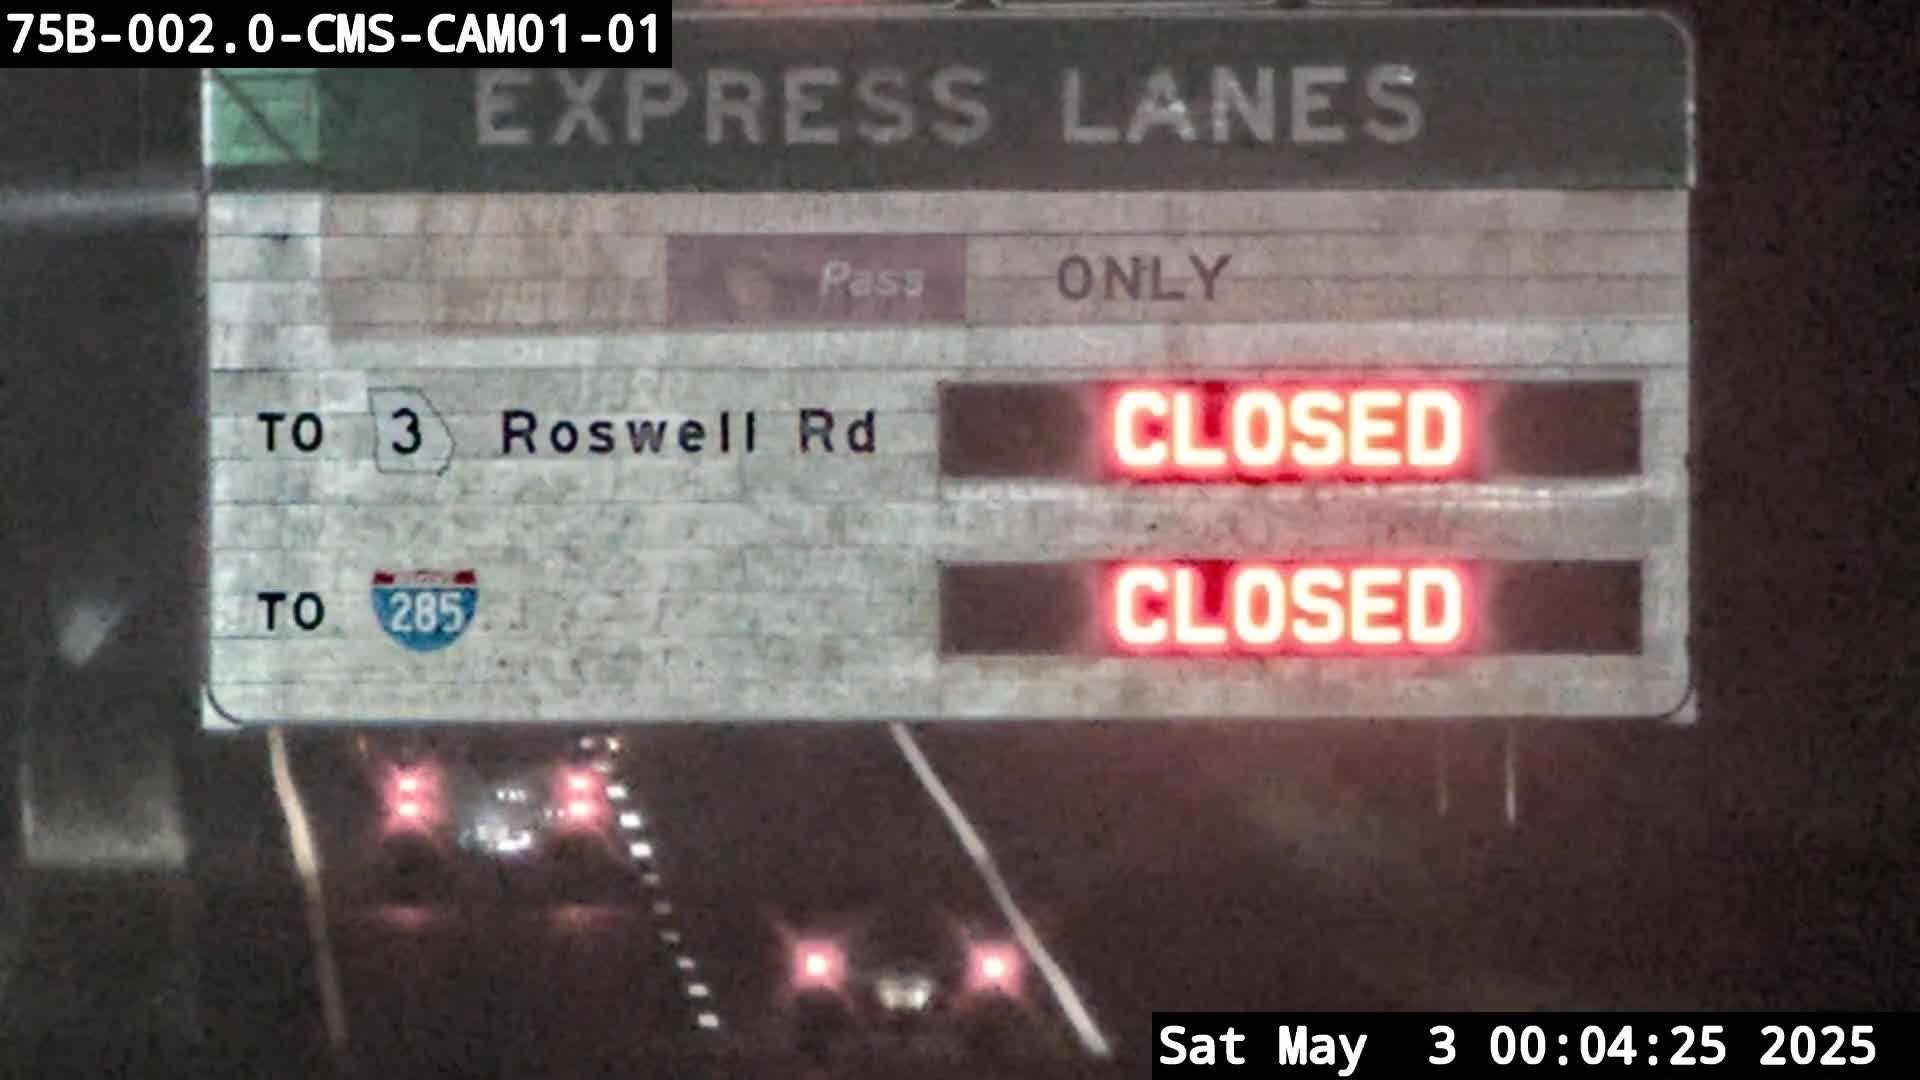 75B-002.0-CMS-CAM01-01
EXPRESS LANES
Pass ONLY
TO 3 Roswell Rd CLOSED
TO 285 CLOSED
Sat May 3 00:04:25 2025